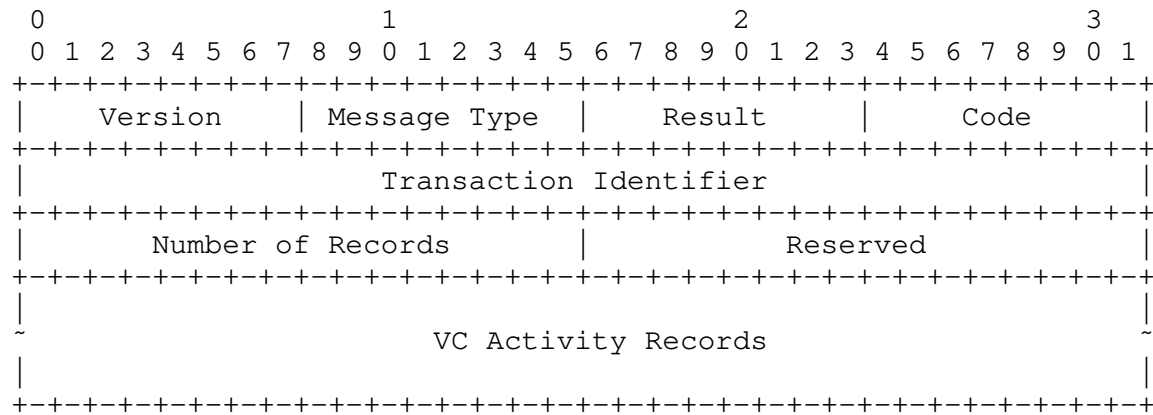 0                   1                   2                   3
 0 1 2 3 4 5 6 7 8 9 0 1 2 3 4 5 6 7 8 9 0 1 2 3 4 5 6 7 8 9 0 1
+-+-+-+-+-+-+-+-+-+-+-+-+-+-+-+-+-+-+-+-+-+-+-+-+-+-+-+-+-+-+-+-+
|    Version    | Message Type  |    Result     |     Code      |
+-+-+-+-+-+-+-+-+-+-+-+-+-+-+-+-+-+-+-+-+-+-+-+-+-+-+-+-+-+-+-+-+
|                    Transaction Identifier                     |
+-+-+-+-+-+-+-+-+-+-+-+-+-+-+-+-+-+-+-+-+-+-+-+-+-+-+-+-+-+-+-+-+
|       Number of Records       |           Reserved            |
+-+-+-+-+-+-+-+-+-+-+-+-+-+-+-+-+-+-+-+-+-+-+-+-+-+-+-+-+-+-+-+-+
|                                                               |
~                      VC Activity Records                      ~
|                                                               |
+-+-+-+-+-+-+-+-+-+-+-+-+-+-+-+-+-+-+-+-+-+-+-+-+-+-+-+-+-+-+-+-+